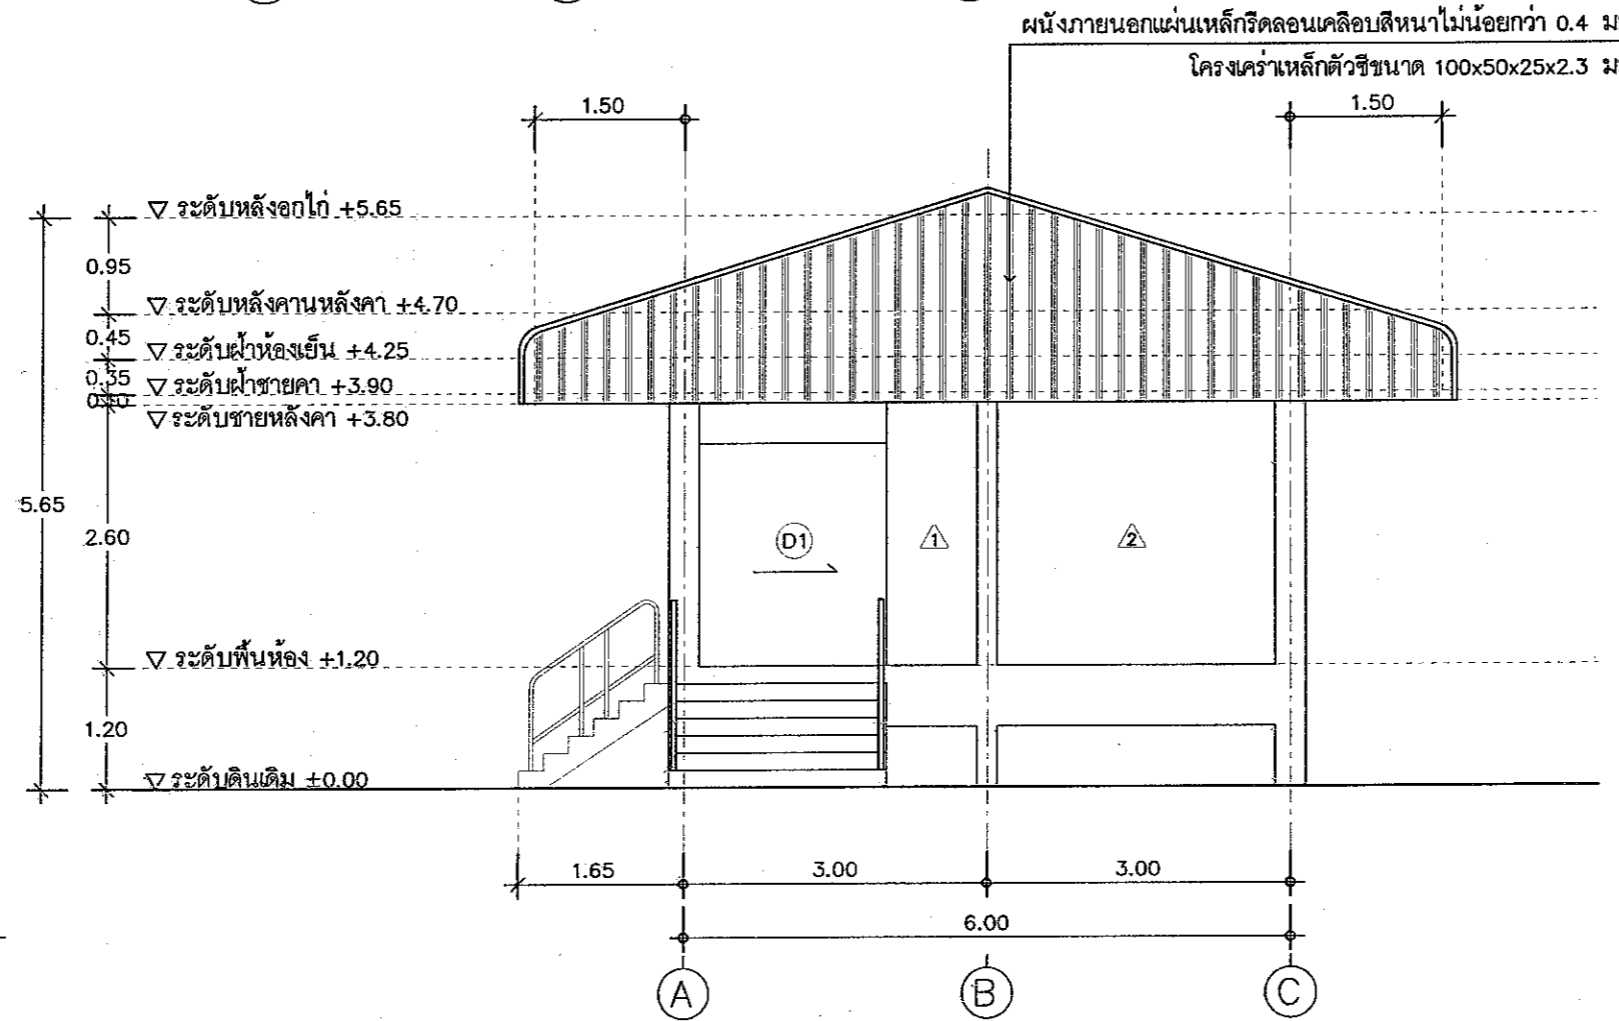 ผนังภายนอกแผ่นเหล็กรีดลอนเคลือบสีหนาไม่น้อยกว่า 0.4
โครงเคร่าเหล็กตัวซีขนาด 100x50x25x2.3
1.50
1.50
ระดับหลังอกไก่ +5.65
0.95
ระดับหลังคานหลังคา +4.70
0.45
ระดับฝ้าห้องเย็น +4.25
0.35
ระดับฝ้าชายคา +3.90
0.10
ระดับชายหลังคา +3.80
5.65
2.60
D1
1
2
ระดับพื้นห้อง +1.20
1.20
ระดับดินเดิม ±0.00
1.65
3.00
3.00
6.00
A
B
C